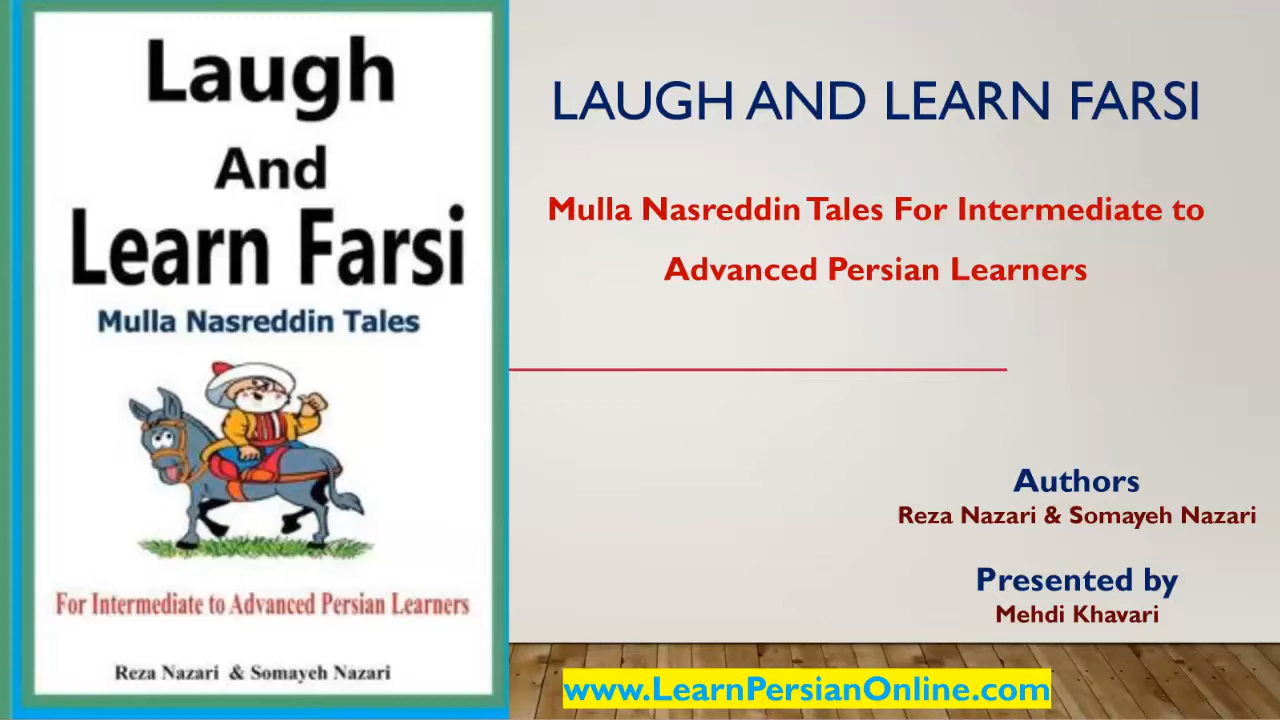 Laugh
And
Learn Farsi
Mulla Nasreddin Tales
For Intermediate to Advanced Persian Learners
Reza Nazari & Somayeh Nazari
LAUGH AND LEARN FARSI
Mulla Nasreddin Tales For Intermediate to
Advanced Persian Learners
Authors
Reza Nazari & Somayeh Nazari
Presented by
Mehdi Khavari
www.LearnPersianOnline.com